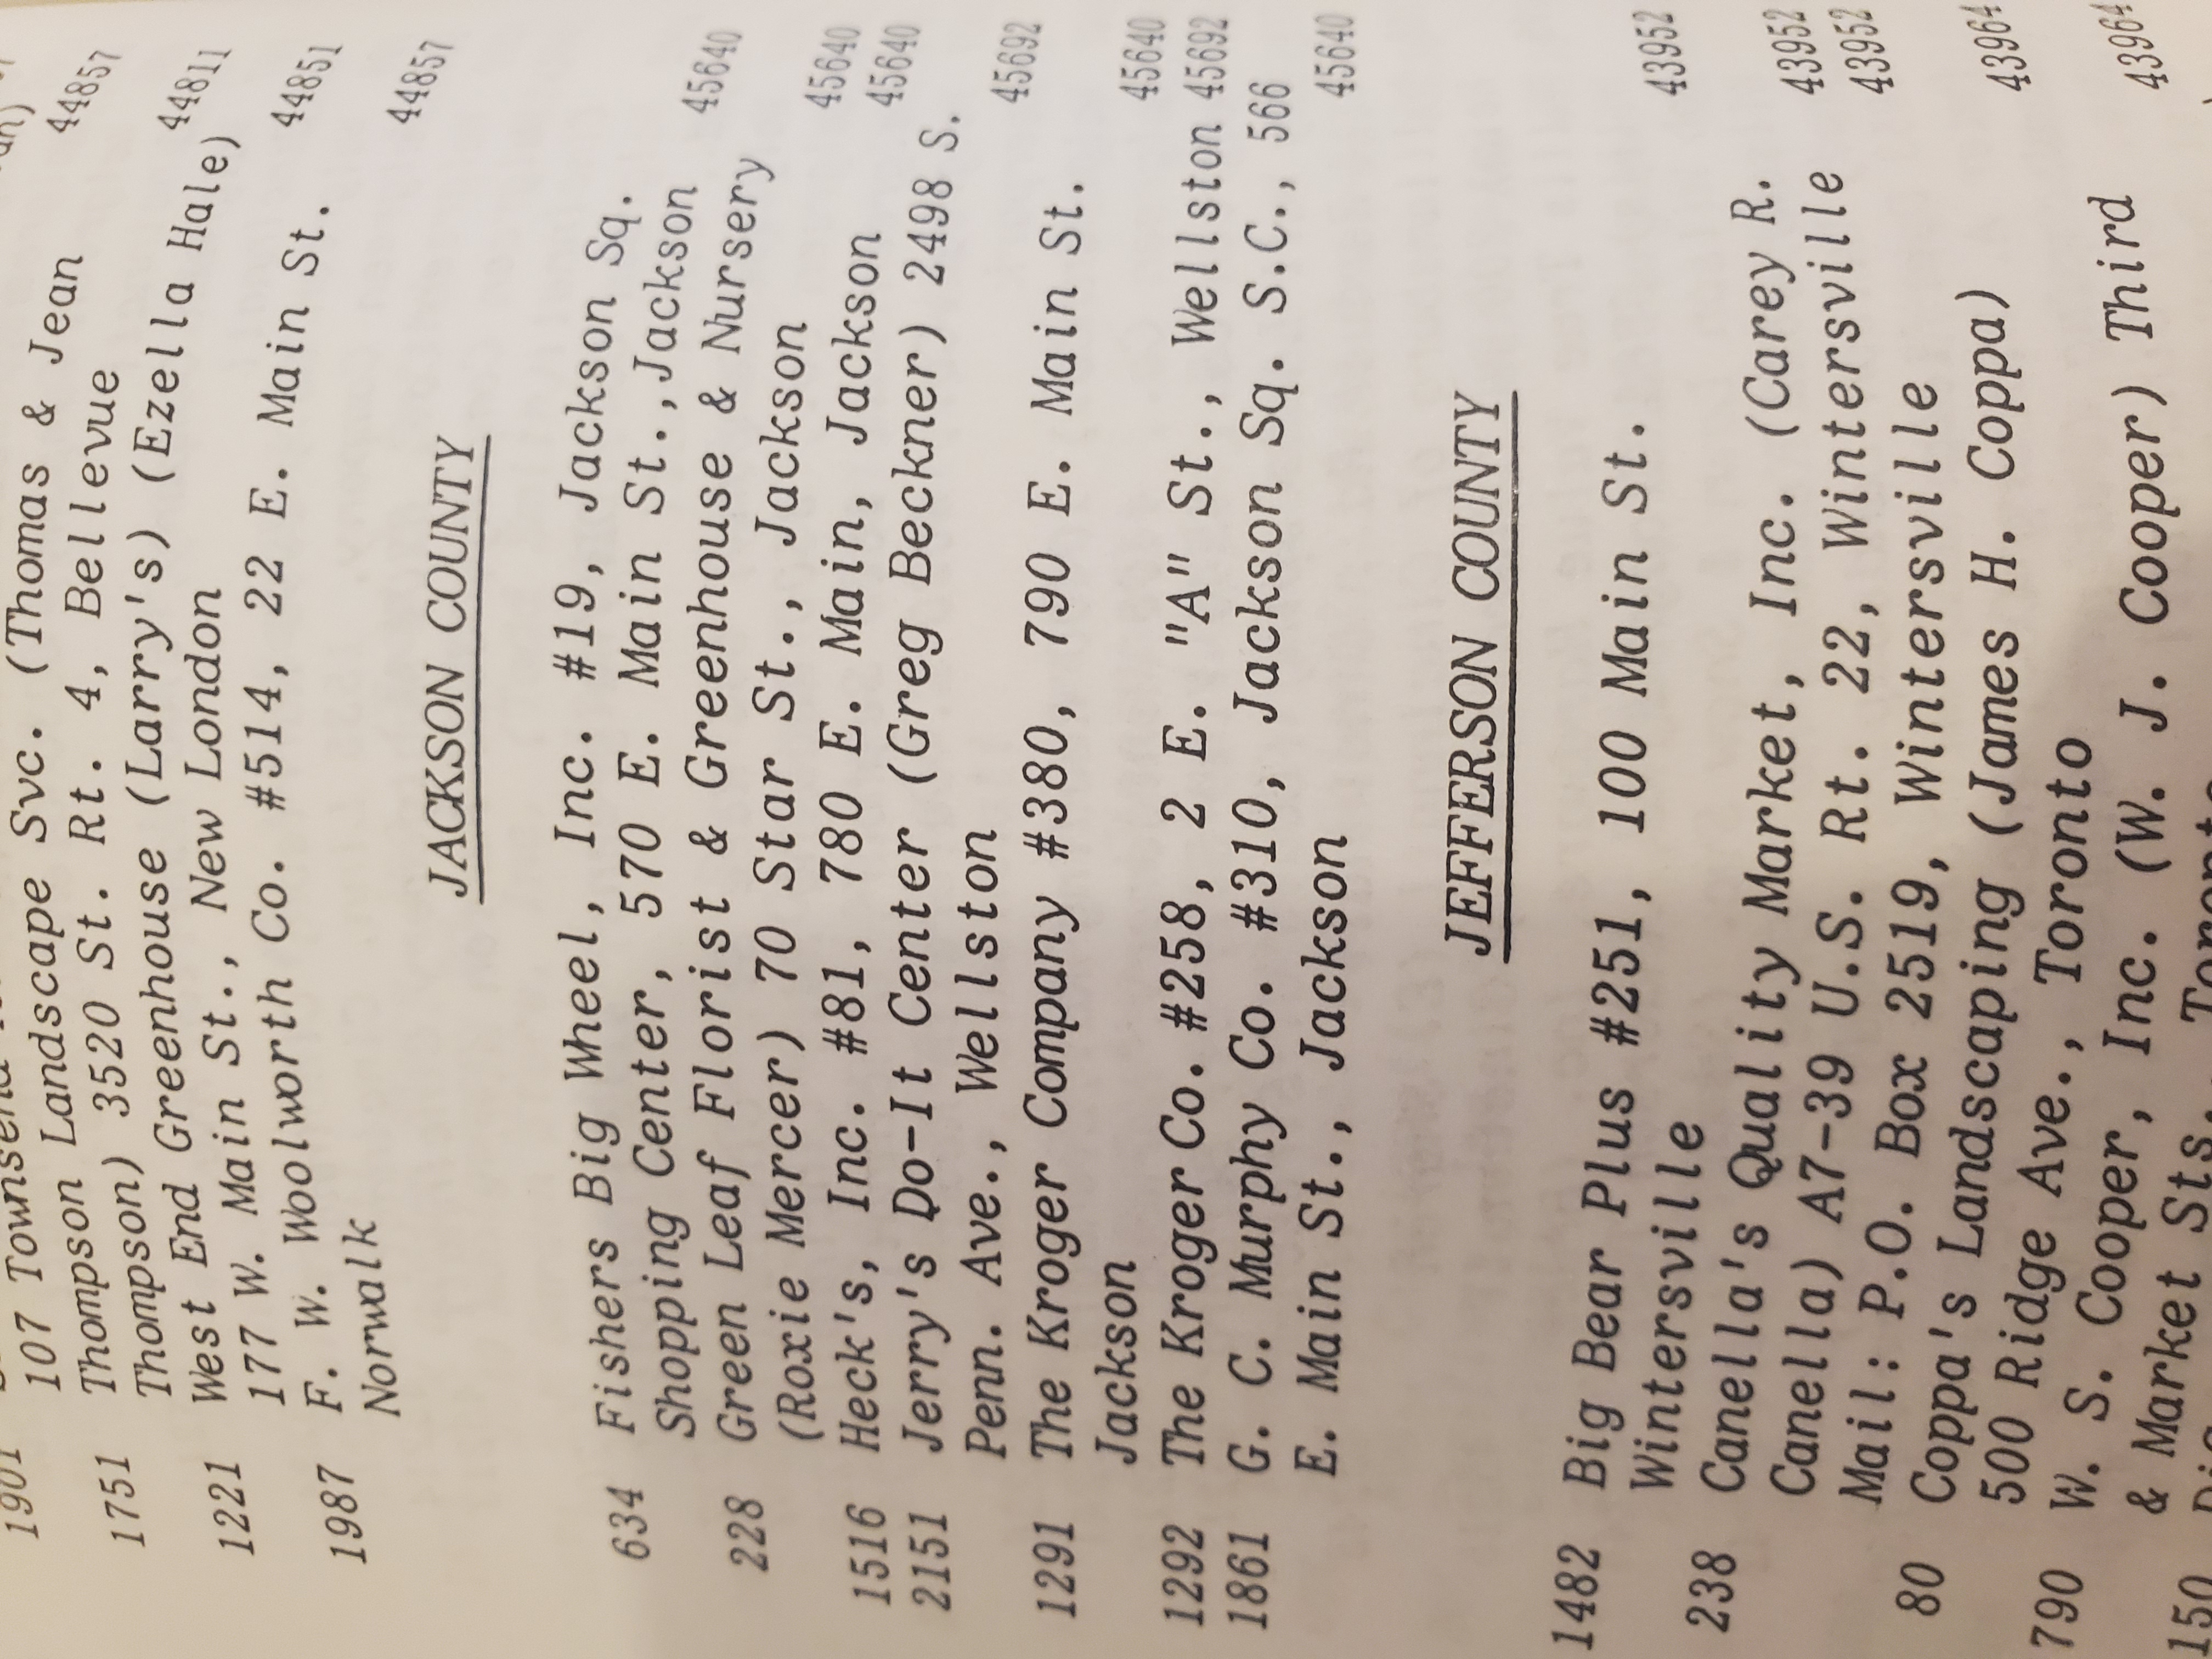 1901
107 Townsend
44857
1751 Thompson Landscape Svc. (Thomas & Jean
Thompson) 3520 St. Rt. 4, Bellevue 44811
1221 West End Greenhouse (Larry's) (Ezella Hale)
177 W. Main St., New London 44851
1987 F. W. Woolworth Co. #514, 22 E. Main St.
Norwalk 44857
JACKSON COUNTY
634 Fishers Big Wheel, Inc. #19, Jackson Sq.
Shopping Center, 570 E. Main St.,Jackson 45640
228 Green Leaf Florist & Greenhouse & Nursery
(Roxie Mercer) 70 Star St., Jackson 45640
1516 Heck's, Inc. #81, 780 E. Main, Jackson 45640
2151 Jerry's Do-It Center (Greg Beckner) 2498 S.
Penn. Ave., Wellston 45692
1291 The Kroger Company #380, 790 E. Main St.
Jackson 45640
1292 The Kroger Co. #258, 2 E. "A" St., Wellston 45692
1861 G. C. Murphy Co. #310, Jackson Sq. S.C., 566
E. Main St., Jackson 45640
JEFFERSON COUNTY
1482 Big Bear Plus #251, 100 Main St.
Wintersville 43952
238 Canella's Quality Market, Inc. (Carey R.
Canella) A7-39 U.S. Rt. 22, Wintersville 43952
Mail: P.O. Box 2519, Wintersville 43952
80 Coppa's Landscaping (James H. Coppa)
500 Ridge Ave., Toronto 43964
790 W. S. Cooper, Inc. (W. J. Cooper) Third
& Market Sts., Toronto 43964
150